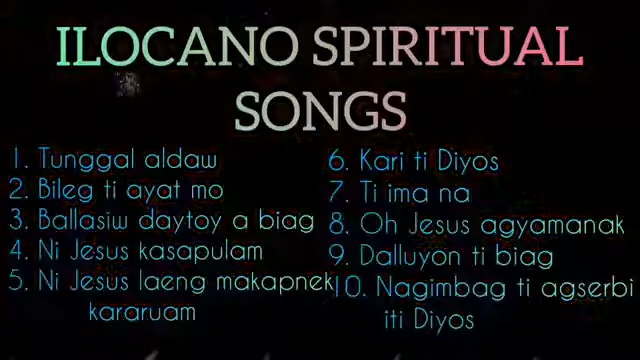 ILOCANO SPIRITUAL
SONGS
1. Tunggal aldaw
2. Bileg ti ayat mo
3. Ballasiw daytoy a biag
4. Ni Jesus kasapulam
5. Ni Jesus laeng makapnek
kararuam
6. Kari ti Diyos
7. Ti ima na
8. Oh Jesus agyamanak
9. Dalluyon ti biag
10. Nagimbag ti agserbi
iti Diyos